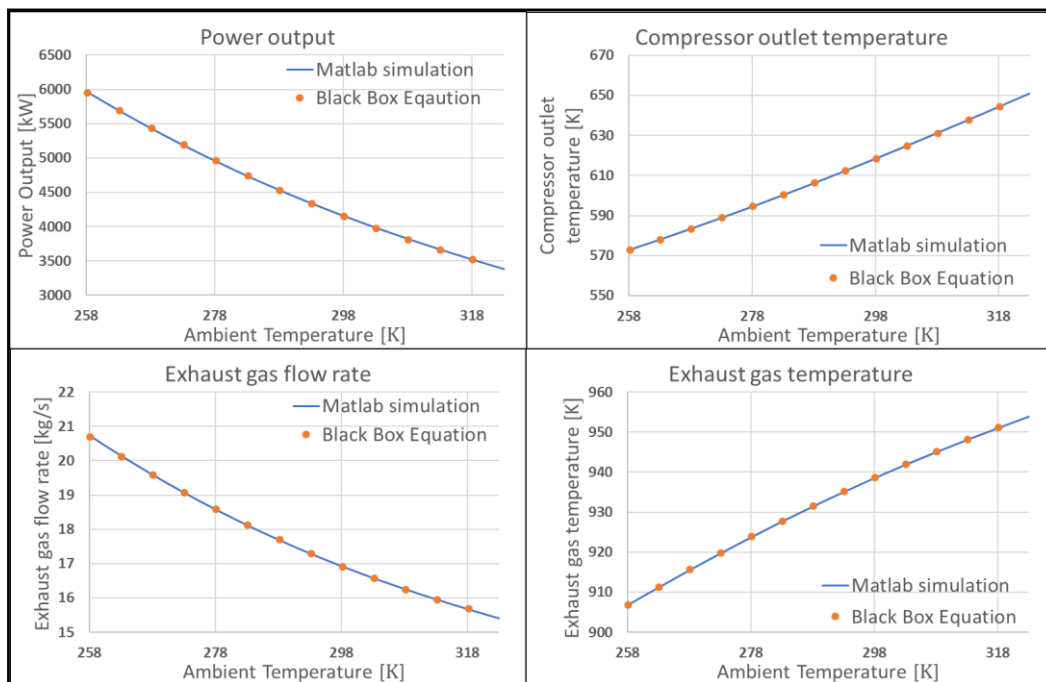 Power output
6500
6000
5500
5000
4500
4000
3500
3000
Power Output [kW]
Matlab simulation
Black Box Eqaution
258
278
298
318
Ambient Temperature [K]
Compressor outlet temperature
670
650
630
610
590
570
550
Compressor outlet
temperature [K]
Matlab simulation
Black Box Equation
258
278
298
318
Ambient Temperature [K]
Exhaust gas flow rate
22
21
20
19
18
17
16
15
Exhaust gas flow rate [kg/s]
Matlab simulation
Black Box Equation
258
278
298
318
Ambient Temperature [K]
Exhaust gas temperature
960
950
940
930
920
910
900
Exhaust gas temperature [K]
Matlab simulation
Black Box Equation
258
278
298
318
Ambient Temperature [K]